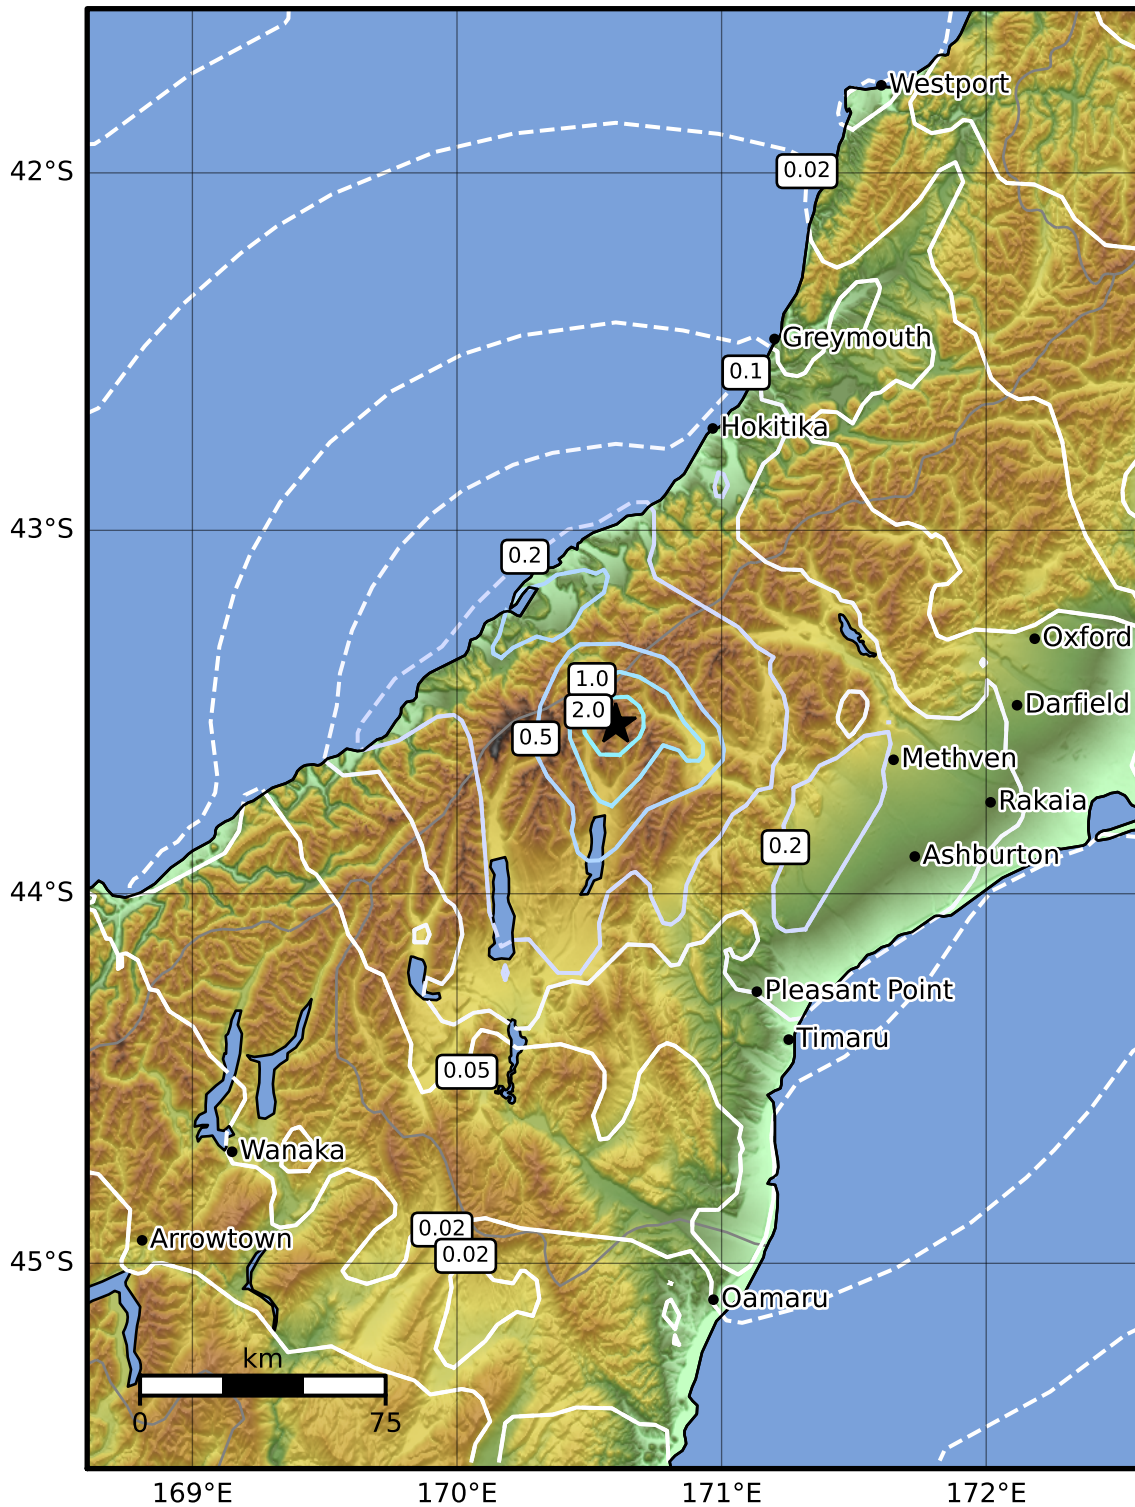 Westport
42°S
0.02
Greymouth
0.1
Hokitika
43°S
0.2
Oxford
1.0
Darfield
2.0
0.5
Methven
Rakaia
0.2
Ashburton
44°S
Pleasant Point
Timaru
0.05
Wanaka
0.02
Arrowtown
0.02
45°S
Oamaru
km
0
75
169°E
170°E
171°E
172°E